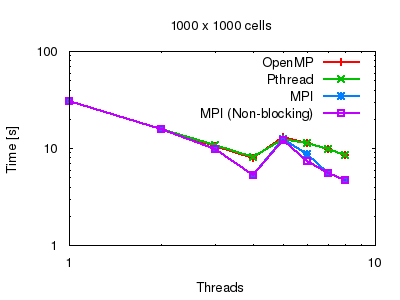 1000 x 1000 cells
100
10
1
Time [s]
OpenMP
Pthread
MPI
MPI (Non-blocking)
1
10
Threads